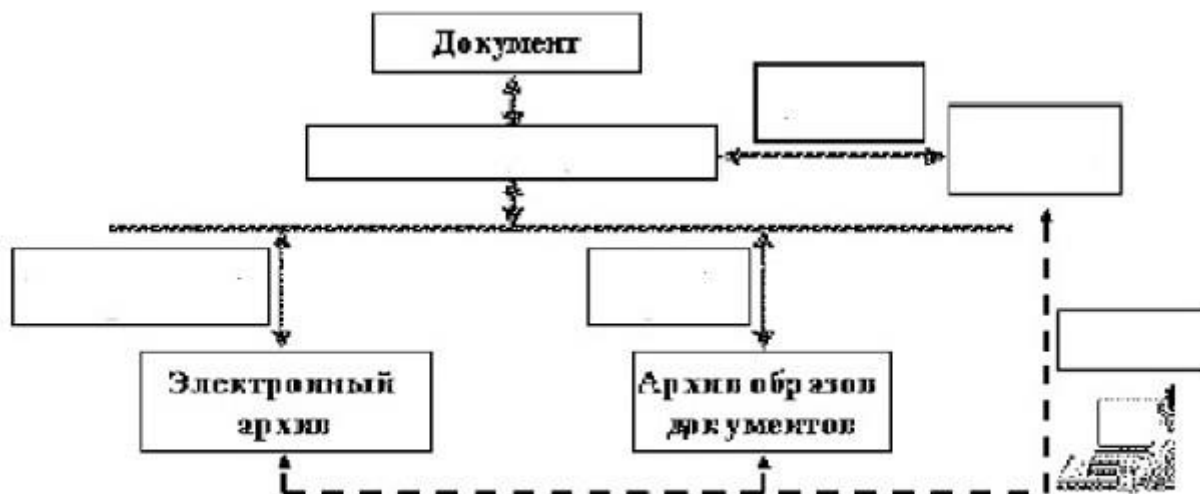 Документ
Электронный
архив
Архив образов
документов